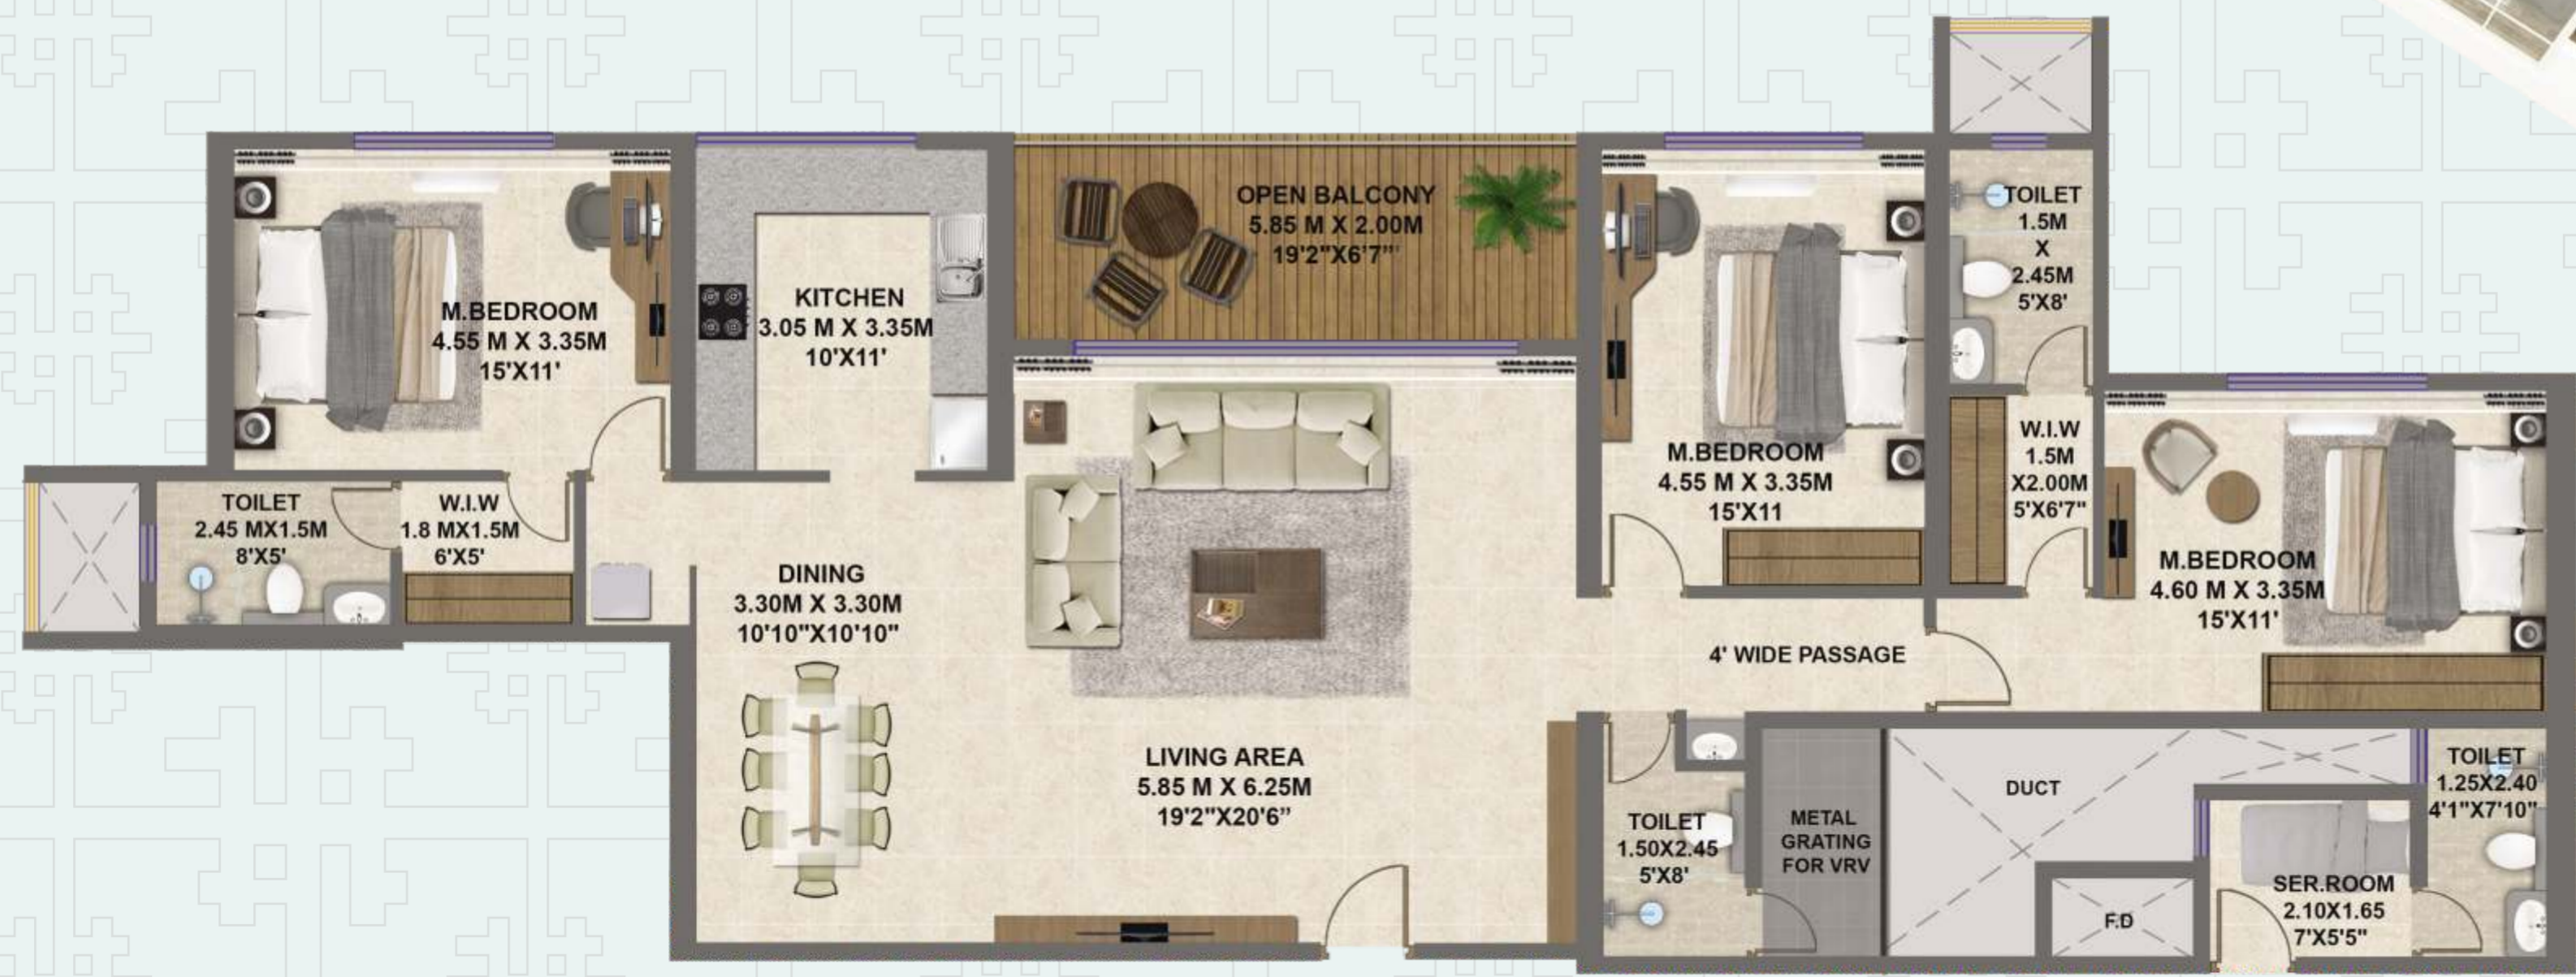 M.BEDROOM
4.55 M X 3.35M
15'X11'
KITCHEN
3.05 M X 3.35M
10'X11'
OPEN BALCONY
5.85 M X 2.00M
19'2"X6'7"
M.BEDROOM
4.55 M X 3.35M
15'X11
TOILET
1.5M
X
2.45M
5'X8'
W.I.W
1.5M
X2.00M
5'X6'7"
M.BEDROOM
4.60 M X 3.35M
15'X11'
TOILET
2.45 MX1.5M
8'X5'
W.I.W
1.8 MX1.5M
6'X5'
DINING
3.30M X 3.30M
10'10"X10'10"
LIVING AREA
5.85 M X 6.25M
19'2"X20'6”
4' WIDE PASSAGE
TOILET
1.50X2.45
5'X8'
METAL
GRATING
FOR VRV
DUCT
F.D
SER.ROOM
2.10X1.65
7'X5'5"
TOILET
1.25X2.40
4'1"X7'10"